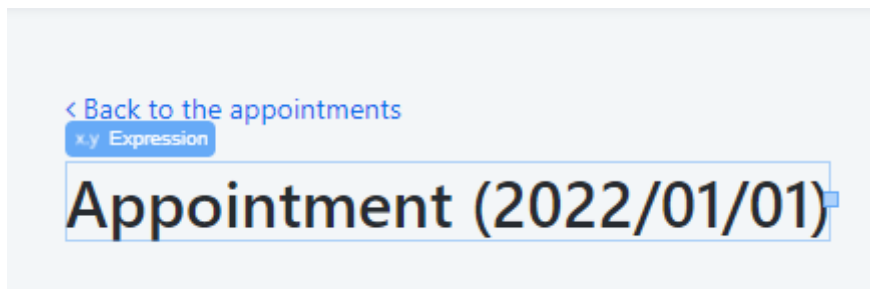 < Back to the appointments
x.y Expression
Appointment (2022/01/01)